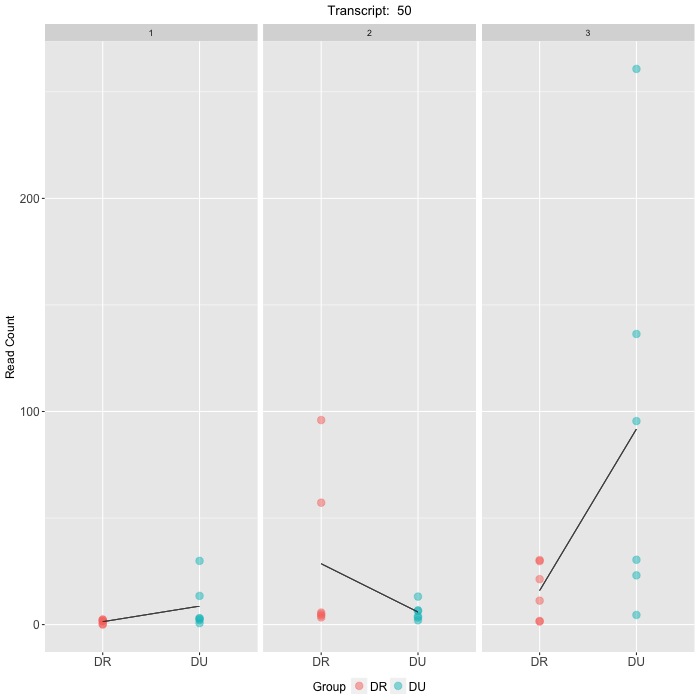 Transcript:  50
1 2 3
Read Count
200
100
0
DR DU DR DU DR DU
Group DR DU